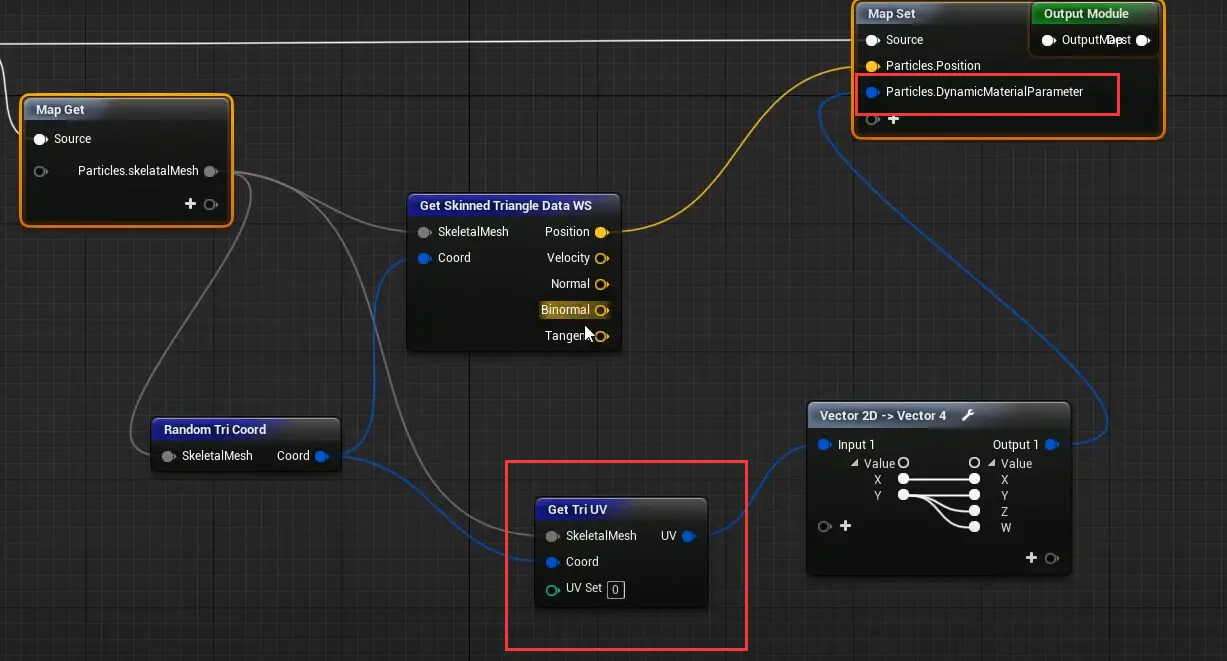 Map Set
Output Module
Source
OutputMap
Dest
Particles.Position
Particles.DynamicMaterialParameter
Map Get
Source
Particles.skelatalMesh
Get Skinned Triangle Data WS
SkeletalMesh
Position
Coord
Velocity
Normal
Binormal
Tangen
Random Tri Coord
SkeletalMesh
Coord
Vector 2D -> Vector 4
Input 1
Output 1
Value
Value
X
X
Y
Y
Z
W
Get Tri UV
SkeletalMesh
UV
Coord
UV Set 0